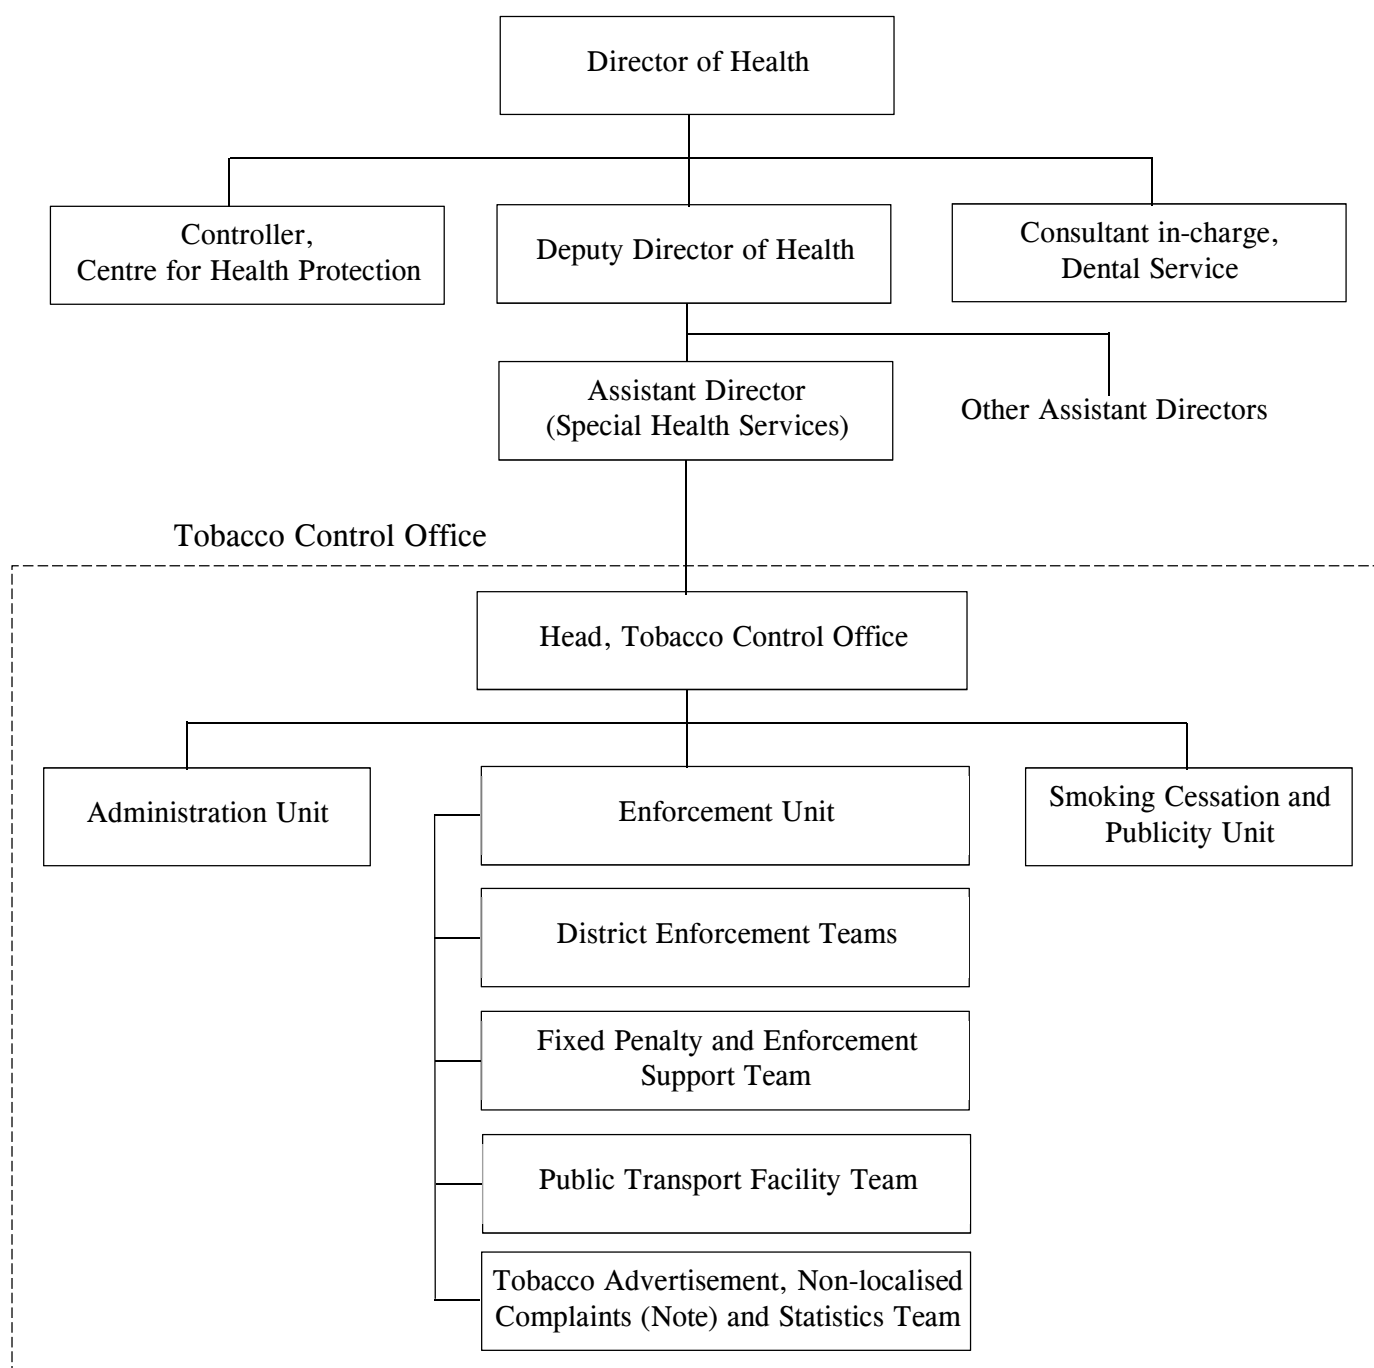 Director of Health
Controller,
Centre for Health Protection
Deputy Director of Health
Consultant in-charge,
Dental Service
Assistant Director
(Special Health Services)
Other Assistant Directors
Tobacco Control Office
Head, Tobacco Control Office
Administration Unit
Enforcement Unit
Smoking Cessation and
Publicity Unit
District Enforcement Teams
Fixed Penalty and Enforcement
Support Team
Public Transport Facility Team
Tobacco Advertisement, Non-localised
Complaints (Note) and Statistics Team